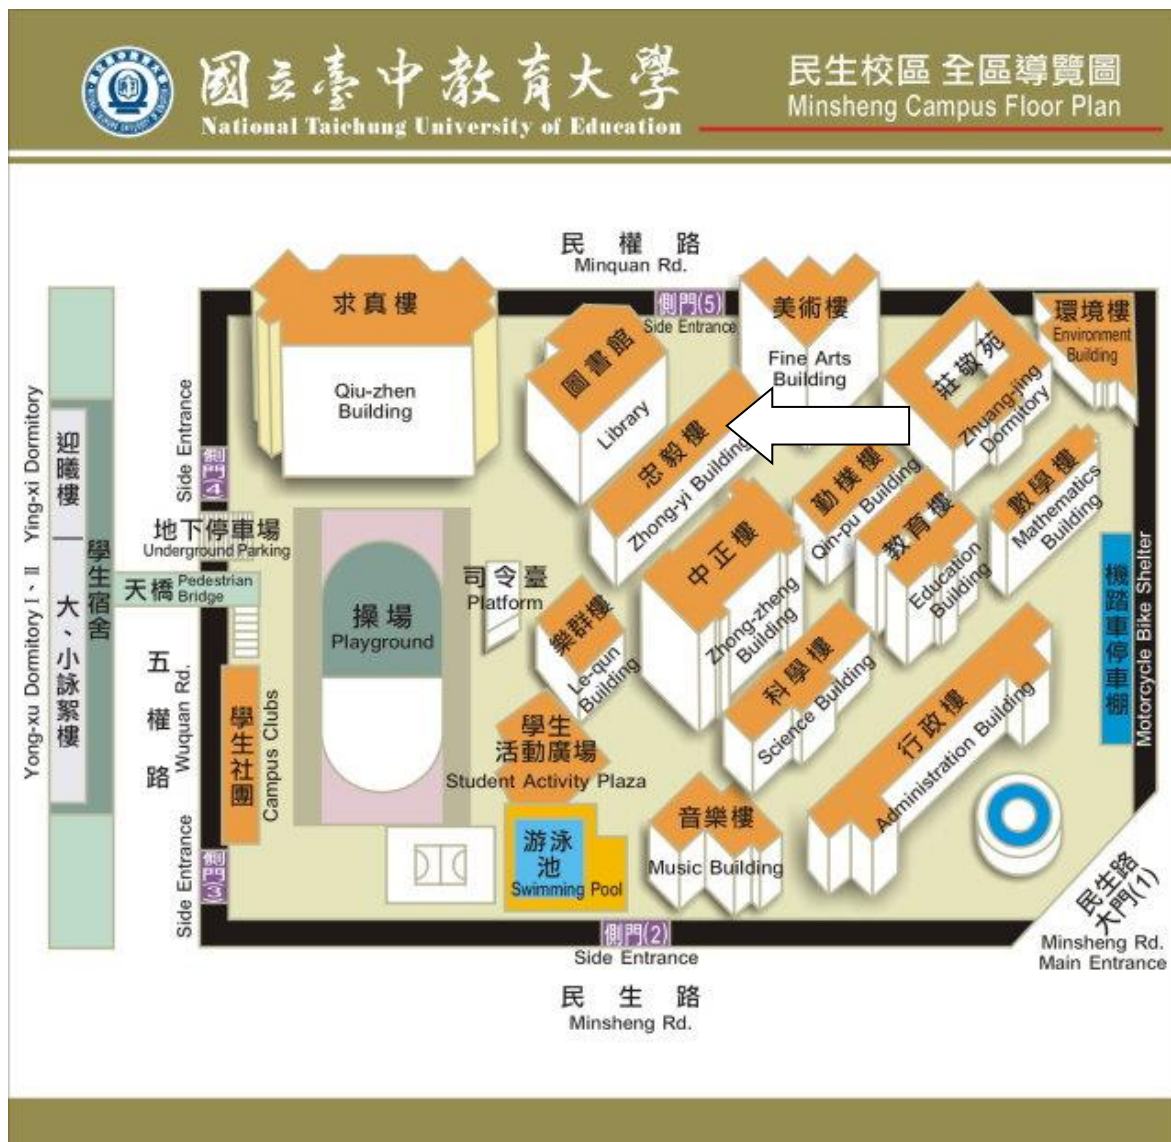 國立臺中教育大學
National Taichung University of Education
民生校區 全區導覽圖
Minsheng Campus Floor Plan
民權路
Minquan Rd.
求真樓
Qiu-zhen
Building
側門(5)
Side Entrance
美術樓
Fine Arts
Building
環境樓
Environment
Building
圖書館
Library
莊敬苑
Zhuang-jing
Dormitory
忠毅樓
Zhong-yi Building
勤樸樓
Qin-pu Building
數學樓
Mathematics
Building
教育樓
Education
Building
中正樓
Zhong-zheng
Building
迎曦樓
Ying-xi Dormitory
大、小詠絮樓
Yong-xu Dormitory I、II
學生宿舍
側門(4)
Side Entrance
地下停車場
Underground Parking
天橋
Pedestrian
Bridge
五權路
Wuquan Rd.
操場
Playground
司令臺
Platform
樂群樓
Le-qun
Building
科學樓
Science Building
行政樓
Administration Building
機踏車停車棚
Motorcycle Bike Shelter
學生社團
Campus Clubs
學生
活動廣場
Student Activity Plaza
側門(3)
Side Entrance
游泳
池
Swimming Pool
音樂樓
Music Building
民生路
大門(1)
Minsheng Rd.
Main Entrance
側門(2)
Side Entrance
民生路
Minsheng Rd.